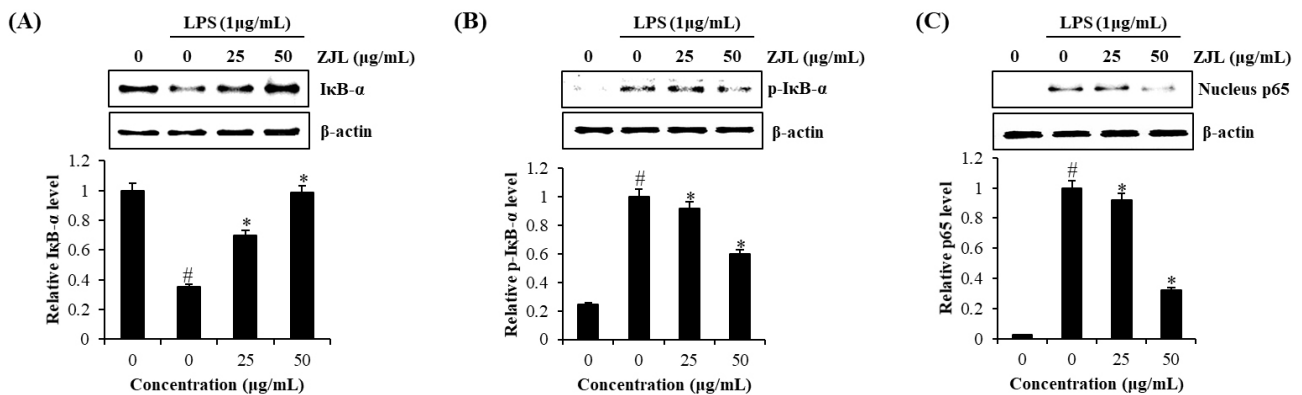 (A)
LPS (1μg/mL)
0 0 25 50 ZJL (μg/mL)
IκB-α
β-actin
Relative IκB-α level
1.2
1
0.8
0.6
0.4
0.2
0
#
*
*
0 0 25 50
Concentration (μg/mL)
(B)
LPS (1μg/mL)
0 0 25 50 ZJL (μg/mL)
p-IκB-α
β-actin
Relative p-IκB-α level
1.2
1
0.8
0.6
0.4
0.2
0
#
*
*
0 0 25 50
Concentration (μg/mL)
(C)
LPS (1μg/mL)
0 0 25 50 ZJL (μg/mL)
Nucleus p65
β-actin
Relative p65 level
1.2
1
0.8
0.6
0.4
0.2
0
#
*
*
0 0 25 50
Concentration (μg/mL)